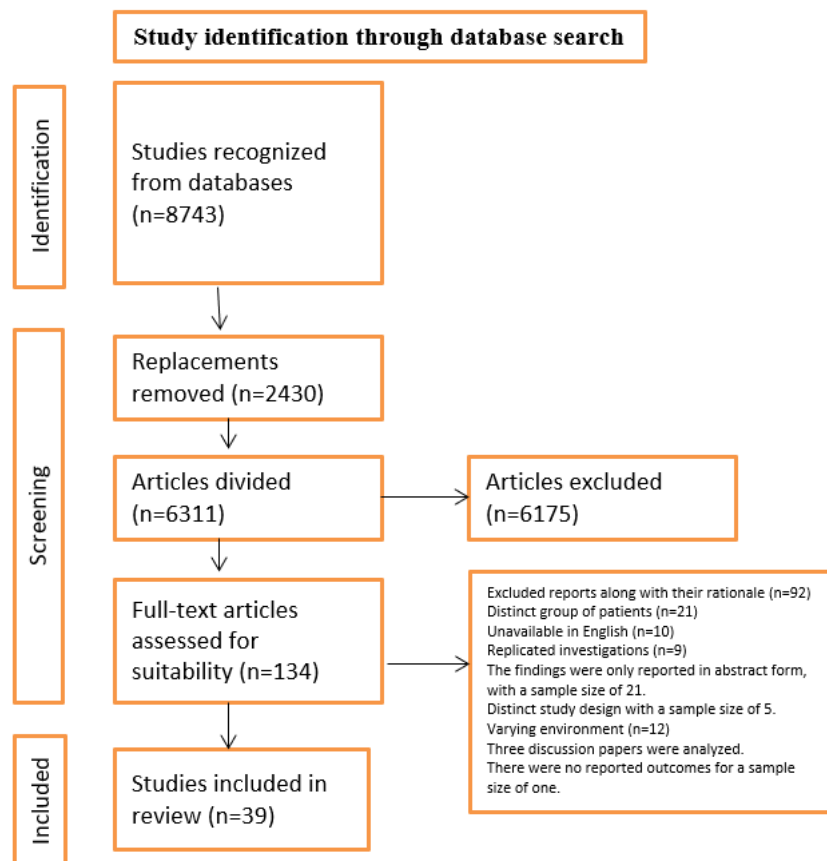 Study identification through database search
Identification
Studies recognized
from databases
(n=8743)
Screening
Replacements
removed (n=2430)
Articles divided
(n=6311)
Articles excluded
(n=6175)
Full-text articles
assessed for
suitability (n=134)
Excluded reports along with their rationale (n=92)
Distinct group of patients (n=21)
Unavailable in English (n=10)
Replicated investigations (n=9)
The findings were only reported in abstract form,
with a sample size of 21.
Distinct study design with a sample size of 5.
Varying environment (n=12)
Three discussion papers were analyzed.
There were no reported outcomes for a sample
size of one.
Included
Studies included in
review (n=39)